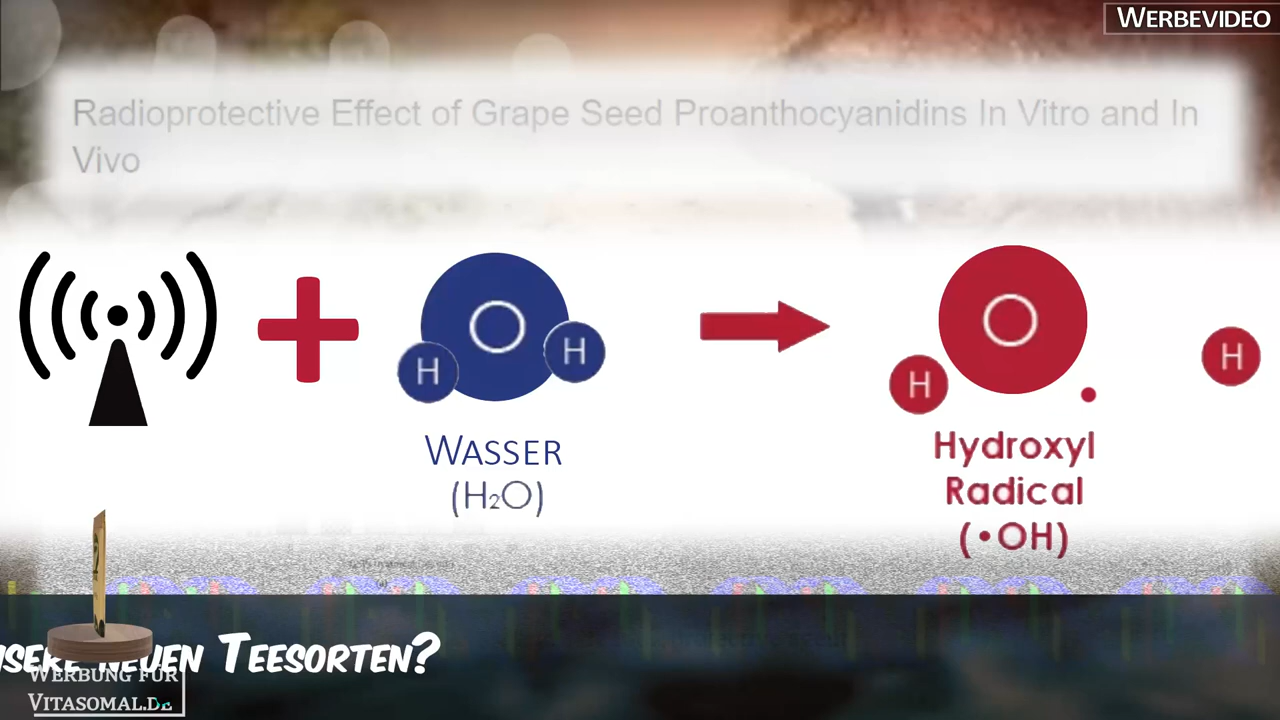 WERBEVIDEO
Radioprotective Effect of Grape Seed Proanthocyanidins In Vitro and In
Vivo
O
H
H
O
H
H
WASSER
(H₂O)
Hydroxyl
Radical
(•OH)
NEUEN TEESORTEN?
WERBUNG FÜR
VITASOMAL.DE